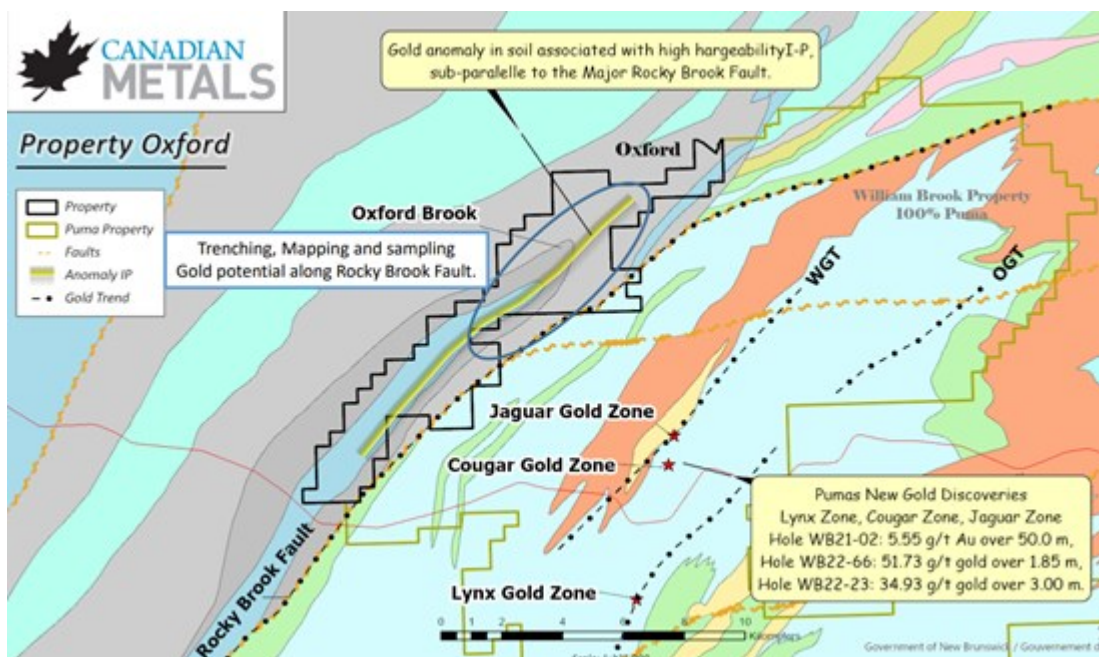 CANADIAN
METALS
Property Oxford
Property
Puma Property
Faults
Anomaly IP
Gold Trend
Gold anomaly in soil associated with high hargeabilityI-P,
sub-paralelle to the Major Rocky Brook Fault.
Oxford
Oxford Brook
William Brook Property
100% Puma
Trenching, Mapping and sampling
Gold potential along Rocky Brook Fault.
WGT
OGT
Jaguar Gold Zone
Cougar Gold Zone
Pumas New Gold Discoveries
Lynx Zone, Cougar Zone, Jaguar Zone
Hole WB21-02: 5.55 g/t Au over 50.0 m,
Hole WB22-66: 51.73 g/t gold over 1.85 m,
Hole WB22-23: 34.93 g/t gold over 3.00 m.
Rocky Brook Fault
Lynx Gold Zone
0 1 2 4 6 8 10
Kilometers
Government of New Brunswick / Gouvernement d